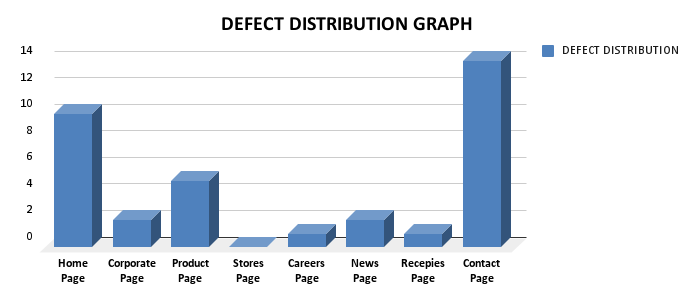 DEFECT DISTRIBUTION GRAPH
14
12
10
8
6
4
2
0
DEFECT DISTRIBUTION
Home Page
Corporate Page
Product Page
Stores Page
Careers Page
News Page
Recepies Page
Contact Page